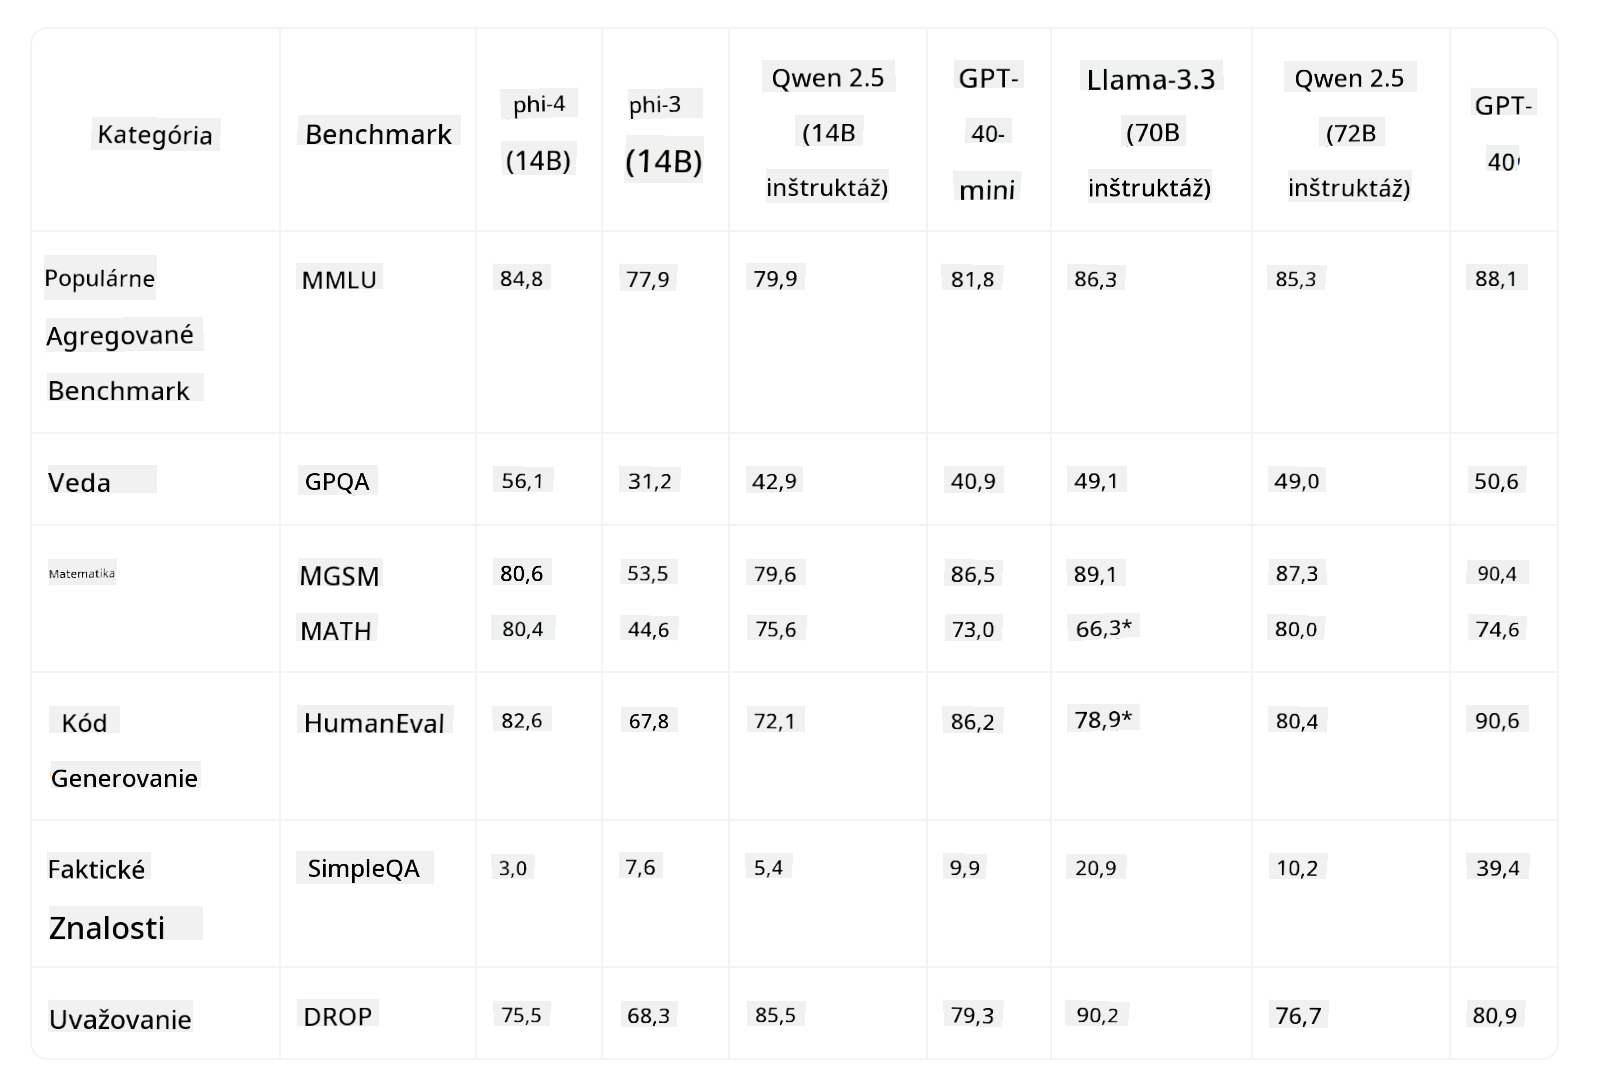 Kategória Benchmark phi-4 (14B) phi-3 (14B) Qwen 2.5 (14B inštruktáž) GPT-40-mini Llama-3.3 (70B inštruktáž) Qwen 2.5 (72B inštruktáž) GPT-40
Populárne MMLU 84,8 77,9 79,9 81,8 86,3 85,3 88,1
Agregované
Benchmark
Veda GPQA 56,1 31,2 42,9 40,9 49,1 49,0 50,6
Matematika MGSM 80,6 53,5 79,6 86,5 89,1 87,3 90,4
MATH 80,4 44,6 75,6 73,0 66,3* 80,0 74,6
Kód HumanEval 82,6 67,8 72,1 86,2 78,9* 80,4 90,6
Generovanie
Faktické SimpleQA 3,0 7,6 5,4 9,9 20,9 10,2 39,4
Znalosti
Uvažovanie DROP 75,5 68,3 85,5 79,3 90,2 76,7 80,9